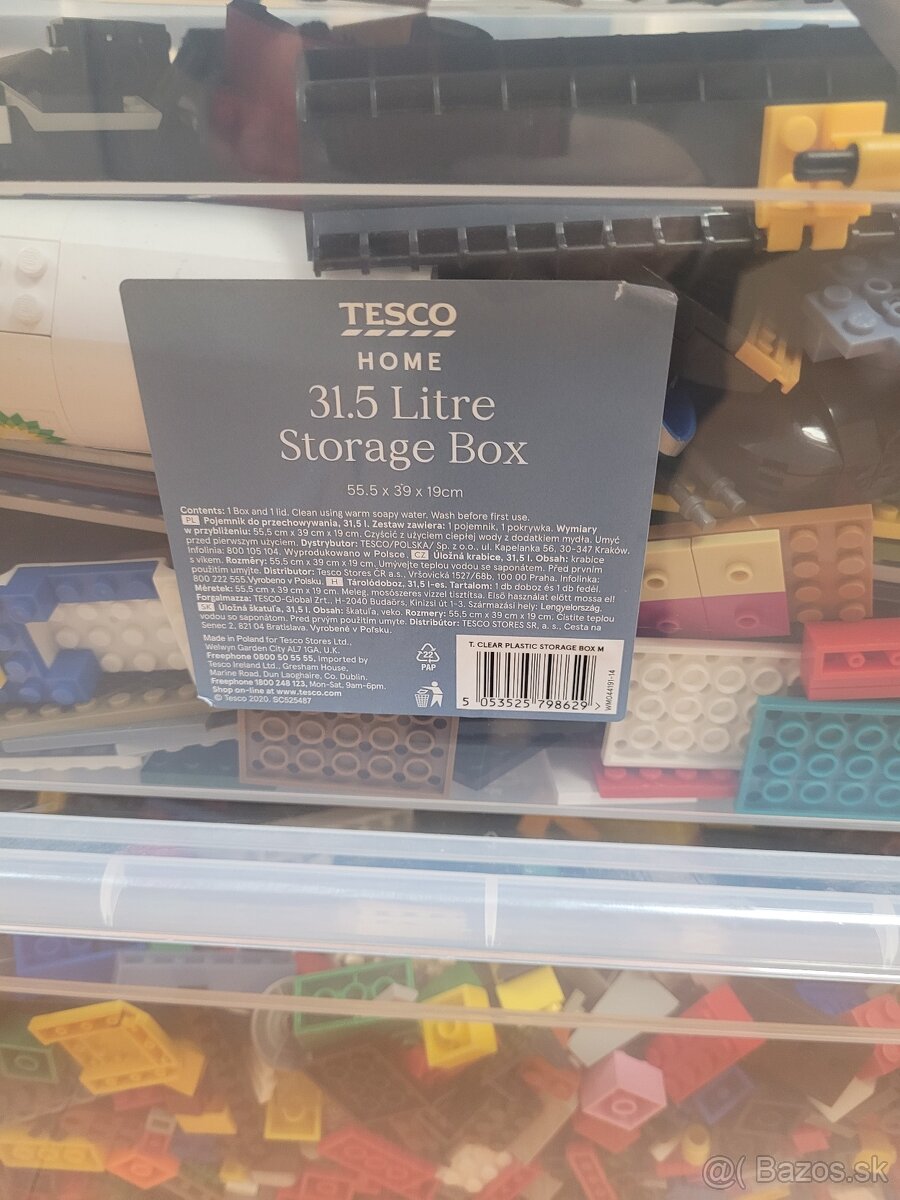 TESCO
HOME
31.5 Litre
Storage Box
55.5 x 39 x 19cm
Contents: 1 Box and 1 lid. Clean using warm soapy water. Wash before first use.
PL Pojemnik do przechowywania, 31,5 l. Zestaw zawiera: 1 pojemnik, 1 pokrywka. Wymiary
w przybliżeniu: 55,5 cm x 39 cm x 19 cm. Czyścić z użyciem ciepłej wody z dodatkiem mydła. Umyć
przed pierwszym użyciem. Dystrybutor: TESCO/POLSKA/ Sp. z o.o., ul. Kapelanka 56, 30-347 Kraków.
Infolinia: 800 105 104. Wyprodukowano w Polsce. CZ Úložná krabice, 31,5 l. Obsah: krabice
s víkem. Rozměry: 55,5 cm x 39 cm x 19 cm. Umývejte teplou vodou se saponátem. Před prvním
použitím umyjte. Distributor: Tesco Stores ČR a.s., Vršovická 1527/68b, 100 00 Praha. Infolinka:
800 222 555. Vyrobeno v Polsku. H Tárolódoboz, 31,5 l-es. Tartalom: 1 db doboz és 1 db fedél.
Méretek: 55,5 cm x 39 cm x 19 cm. Meleg, mosószeres vízzel tisztítsa. Első használat előtt mossa el!
Forgalmazza: TESCO-Global Zrt., H-2040 Budaörs, Kinizsi út 1-3. Származási hely: Lengyelország.
SK Úložná škatuľa, 31,5 l. Obsah: škatuľa, veko. Rozmery: 55,5 cm x 39 cm x 19 cm. Čistite teplou
vodou so saponátom. Pred prvým použitím umyte. Distribútor: TESCO STORES SR, a. s., Cesta na
Senec 2, 821 04 Bratislava. Vyrobené v Poľsku.
Made in Poland for Tesco Stores Ltd.
Welwyn Garden City AL7 1GA, U.K.
Freephone 0800 50 55 55. Imported by
Tesco Ireland Ltd., Gresham House,
Marine Road, Dun Laoghaire, Co. Dublin.
Freephone 1800 248 123, Mon-Sat, 9am-6pm.
Shop on-line at www.tesco.com
© Tesco 2020. SC525487
22
PAP
T. CLEAR PLASTIC STORAGE BOX M
5 053525 798629 >
WM044191-14
@( Bazos.sk